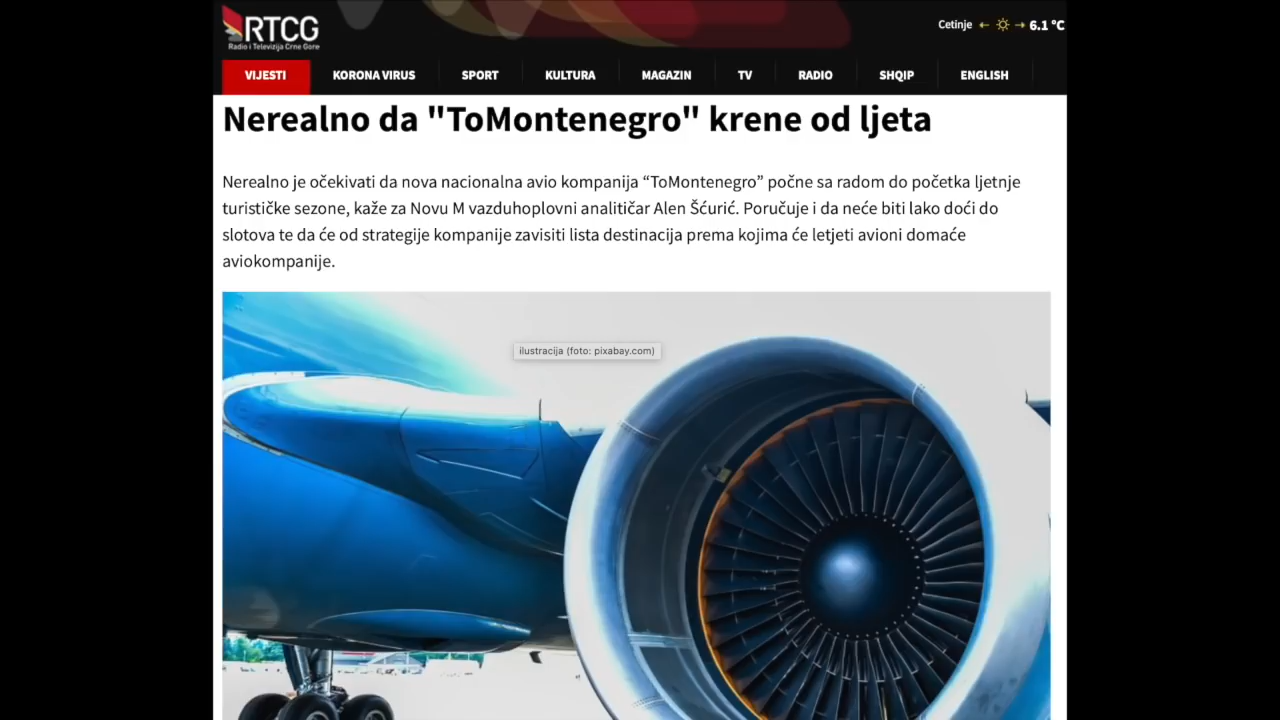 RTCG
Radio i Televizija Crne Gore
Cetinje 6.1 °C
VIJESTI KORONA VIRUS SPORT KULTURA MAGAZIN TV RADIO SHQIP ENGLISH
Nerealno da "ToMontenegro" krene od ljeta
Nerealno je očekivati da nova nacionalna avio kompanija “ToMontenegro” počne sa radom do početka ljetnje
turističke sezone, kaže za Novu M vazduhoplovni analitičar Alen Šćurić. Poručuje i da neće biti lako doći do
slotova te da će od strategije kompanije zavisiti lista destinacija prema kojima će letjeti avioni domaće
aviokompanije.
ilustracija (foto: pixabay.com)